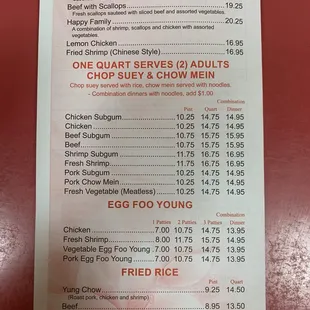 Beef with Scallops 19.25
Fresh scallops sauteed with sliced beef and assorted vegetables.
Happy Family 20.25
A combination of shrimp, scallops and chicken with assorted
vegetables.
Lemon Chicken 16.95
Fried Shrimp (Chinese Style) 16.95
ONE QUART SERVES (2) ADULTS
CHOP SUEY & CHOW MEIN
Chop suey served with rice, chow mein served with noodles.
- Combination dinners with noodles, add $1.00
Combination
Pint Quart Dinner
Chicken Subgum 10.25 14.75 14.95
Chicken 10.25 14.75 14.95
Beef Subgum 10.75 15.75 15.95
Beef 10.75 15.75 15.95
Shrimp Subgum 11.75 16.75 16.95
Fresh Shrimp 11.75 16.75 16.95
Pork Subgum 10.25 14.75 14.95
Pork Chow Mein 10.25 14.75 14.95
Fresh Vegetable (Meatless) 10.25 14.75 14.95
EGG FOO YOUNG
Combination
1 Patties 2 Patties 3 Patties Dinner
Chicken 7.00 10.75 14.75 13.95
Fresh Shrimp 8.00 11.75 15.75 14.95
Vegetable Egg Foo Young 7.00 10.75 14.75 13.95
Pork Egg Foo Young 7.00 10.75 14.75 13.95
FRIED RICE
Pint Quart
Yung Chow 9.25 14.50
(Roast pork, chicken and shrimp)
Beef 8.95 13.50